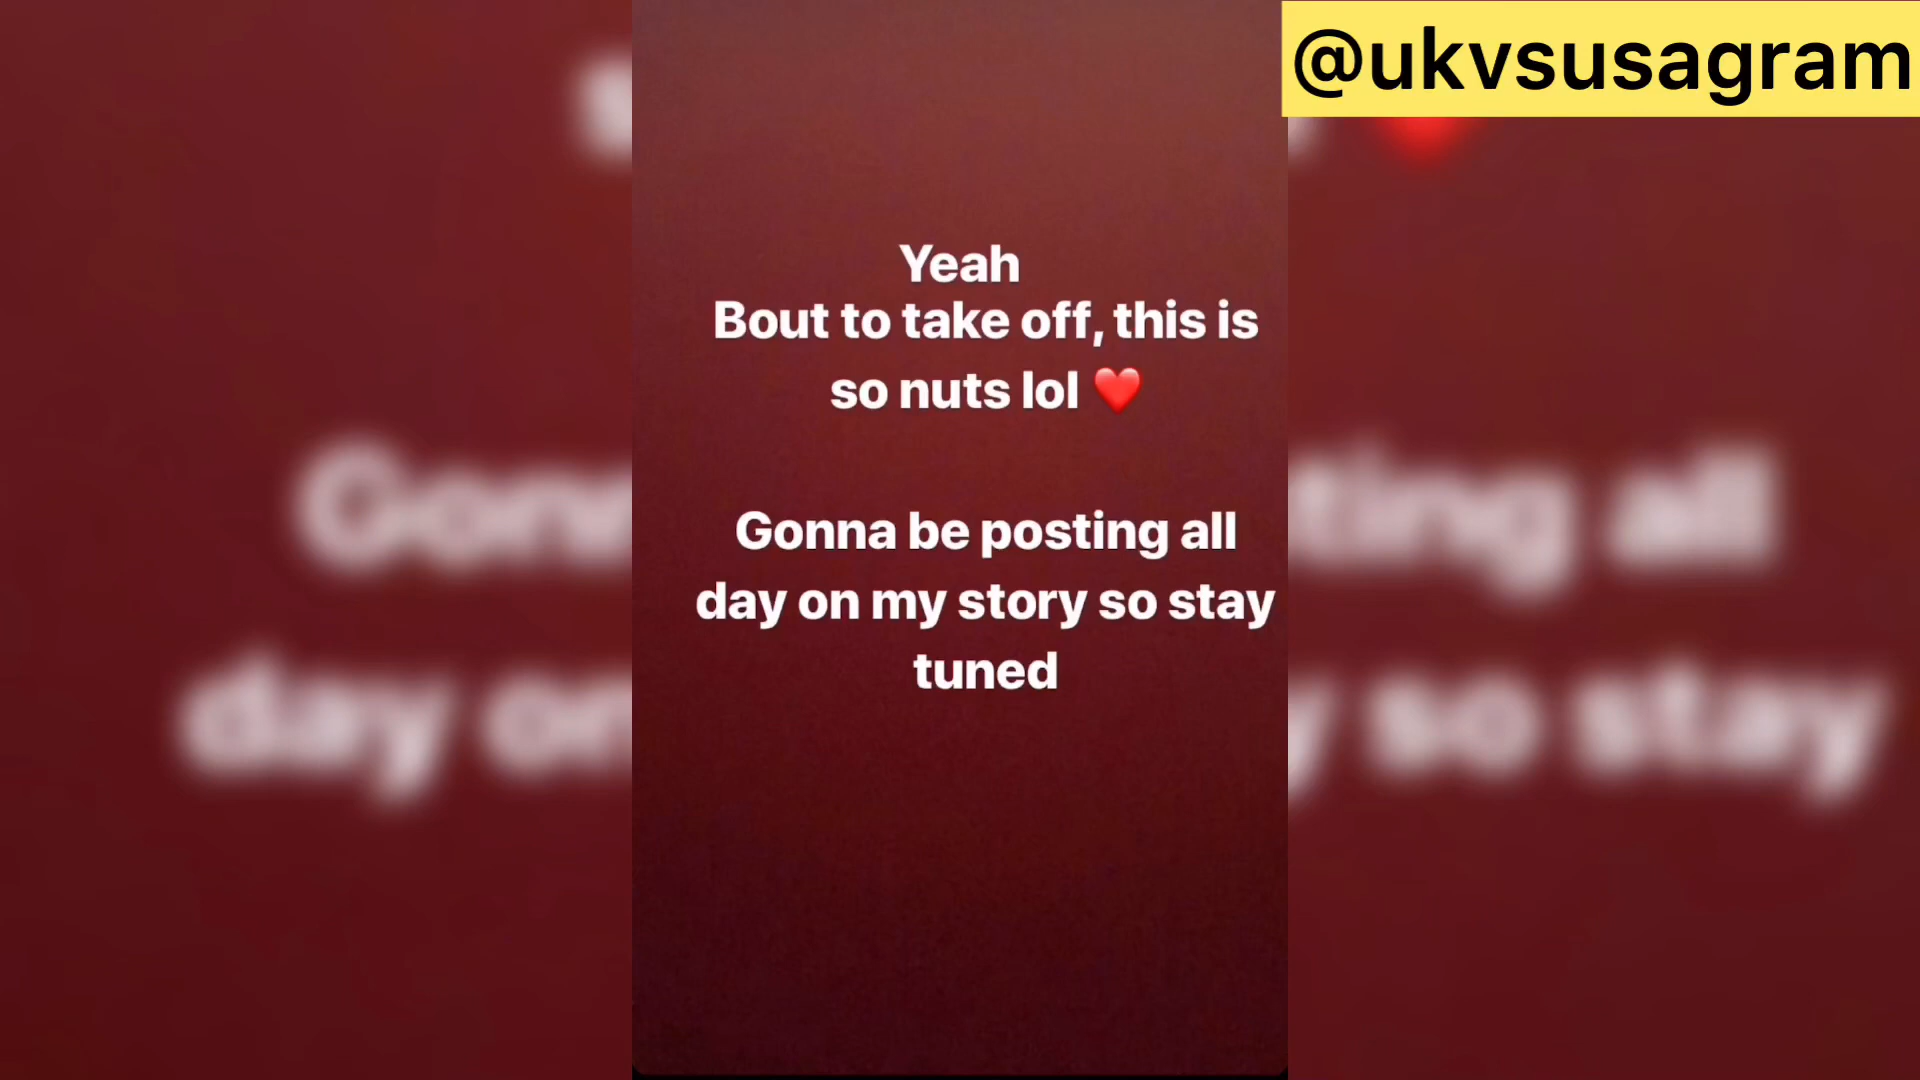 @ukvsusagram
Yeah
Bout to take off, this is
so nuts lol ❤️
Gonna be posting all
day on my story so stay
tuned